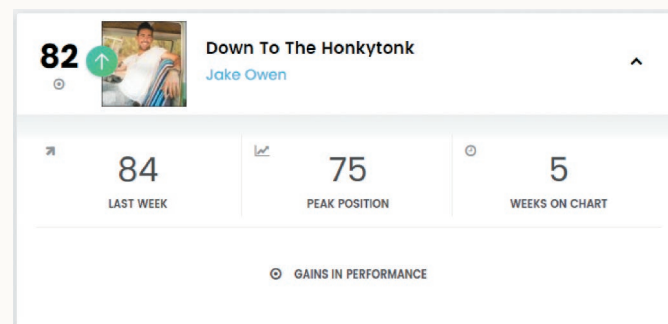 82
Down To The Honkytonk
Jake Owen
84
LAST WEEK
75
PEAK POSITION
5
WEEKS ON CHART
GAINS IN PERFORMANCE